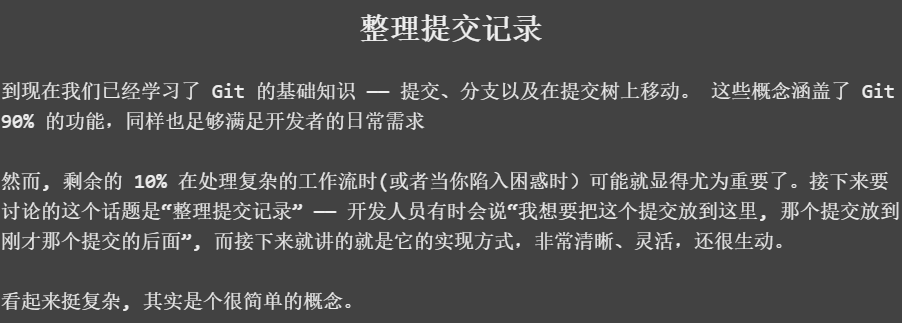 整理提交记录
到现在我们已经学习了 Git 的基础知识 —— 提交、分支以及在提交树上移动。 这些概念涵盖了 Git
90% 的功能，同样也足够满足开发者的日常需求
然而, 剩余的 10% 在处理复杂的工作流时(或者当你陷入困惑时）可能就显得尤为重要了。接下来要
讨论的这个话题是“整理提交记录” —— 开发人员有时会说“我想要把这个提交放到这里, 那个提交放到
刚才那个提交的后面”, 而接下来就讲的就是它的实现方式，非常清晰、灵活，还很生动。
看起来挺复杂, 其实是个很简单的概念。